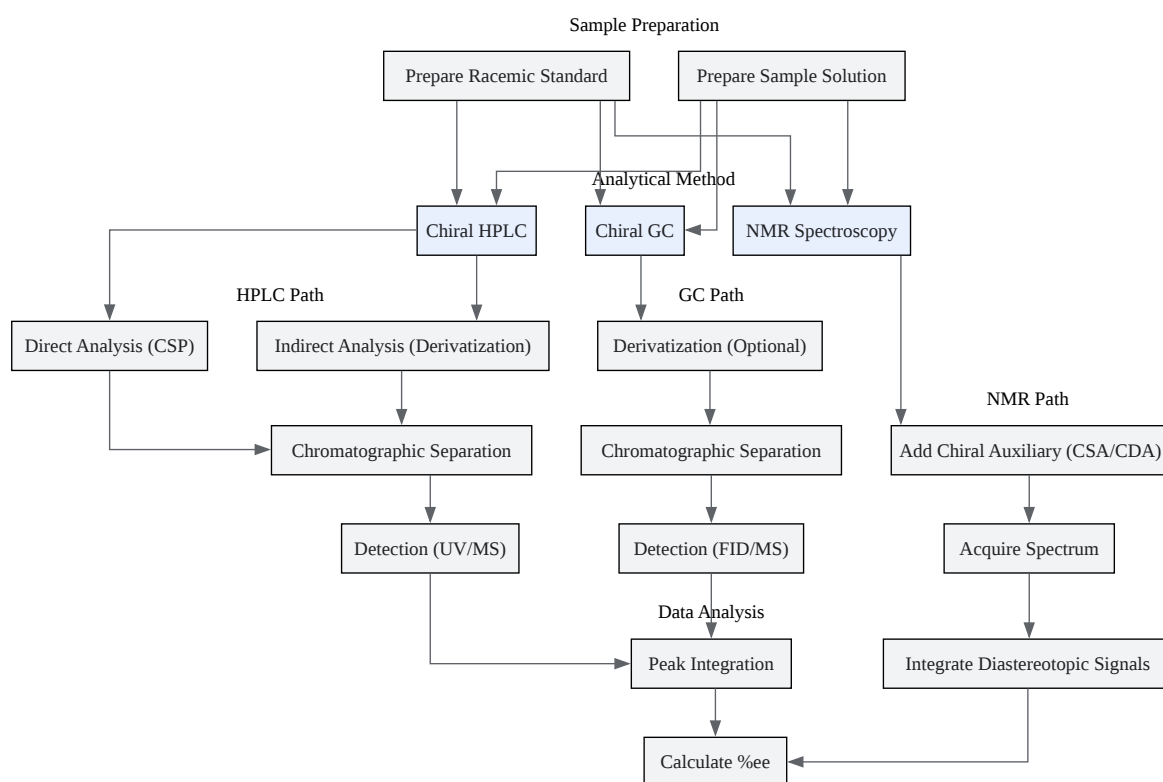 Sample Preparation
Prepare Racemic Standard
Prepare Sample Solution
Analytical Method
Chiral HPLC
Chiral GC
NMR Spectroscopy
HPLC Path
GC Path
Direct Analysis (CSP)
Indirect Analysis (Derivatization)
Derivatization (Optional)
NMR Path
Chromatographic Separation
Chromatographic Separation
Add Chiral Auxiliary (CSA/CDA)
Detection (UV/MS)
Detection (FID/MS)
Acquire Spectrum
Data Analysis
Peak Integration
Integrate Diastereotopic Signals
Calculate %ee